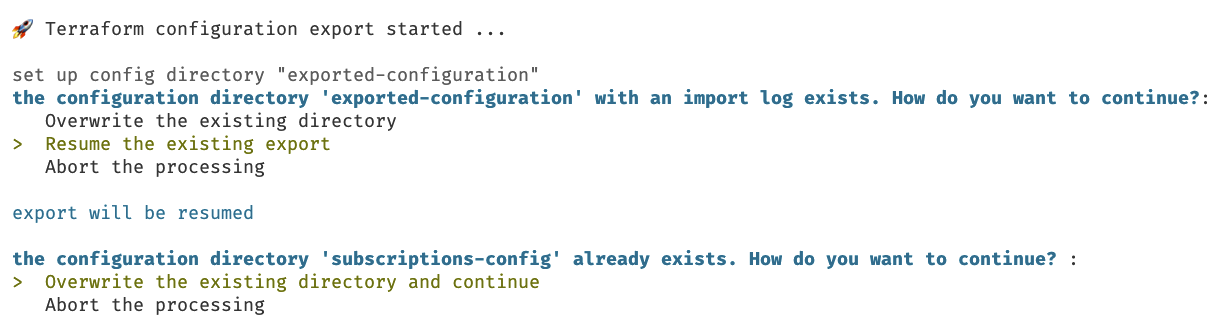 🚀 Terraform configuration export started ...
set up config directory "exported-configuration"
the configuration directory 'exported-configuration' with an import log exists. How do you want to continue?:
Overwrite the existing directory
> Resume the existing export
Abort the processing
export will be resumed
the configuration directory 'subscriptions-config' already exists. How do you want to continue? :
> Overwrite the existing directory and continue
Abort the processing